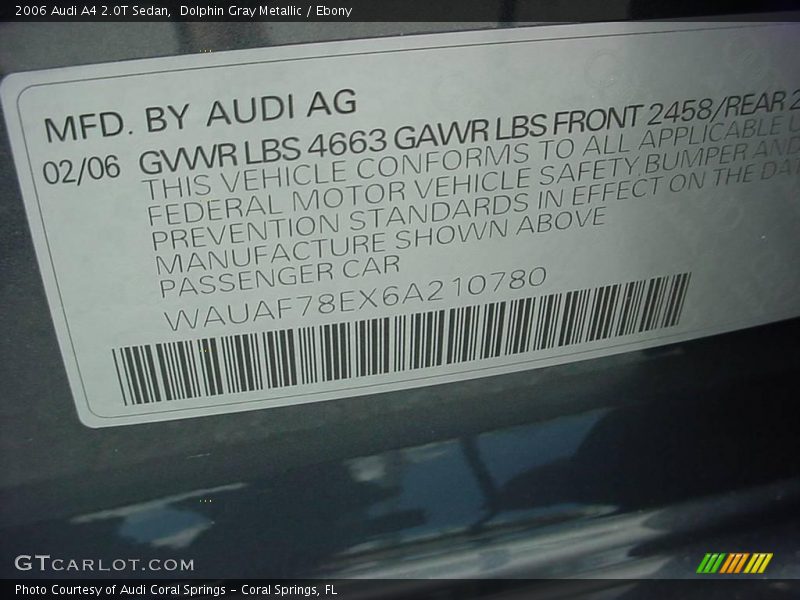 2006 Audi A4 2.0T Sedan, Dolphin Gray Metallic / Ebony
MFD. BY AUDI AG
02/06 GVWR LBS 4663 GAWR LBS FRONT 2458/REAR 2
THIS VEHICLE CONFORMS TO ALL APPLICABLE
FEDERAL MOTOR VEHICLE SAFETY, BUMPER AND
PREVENTION STANDARDS IN EFFECT ON THE DA
MANUFACTURE SHOWN ABOVE
PASSENGER CAR
WAUAF78EX6A210780
GTCARLOT.COM
Photo Courtesy of Audi Coral Springs - Coral Springs, FL